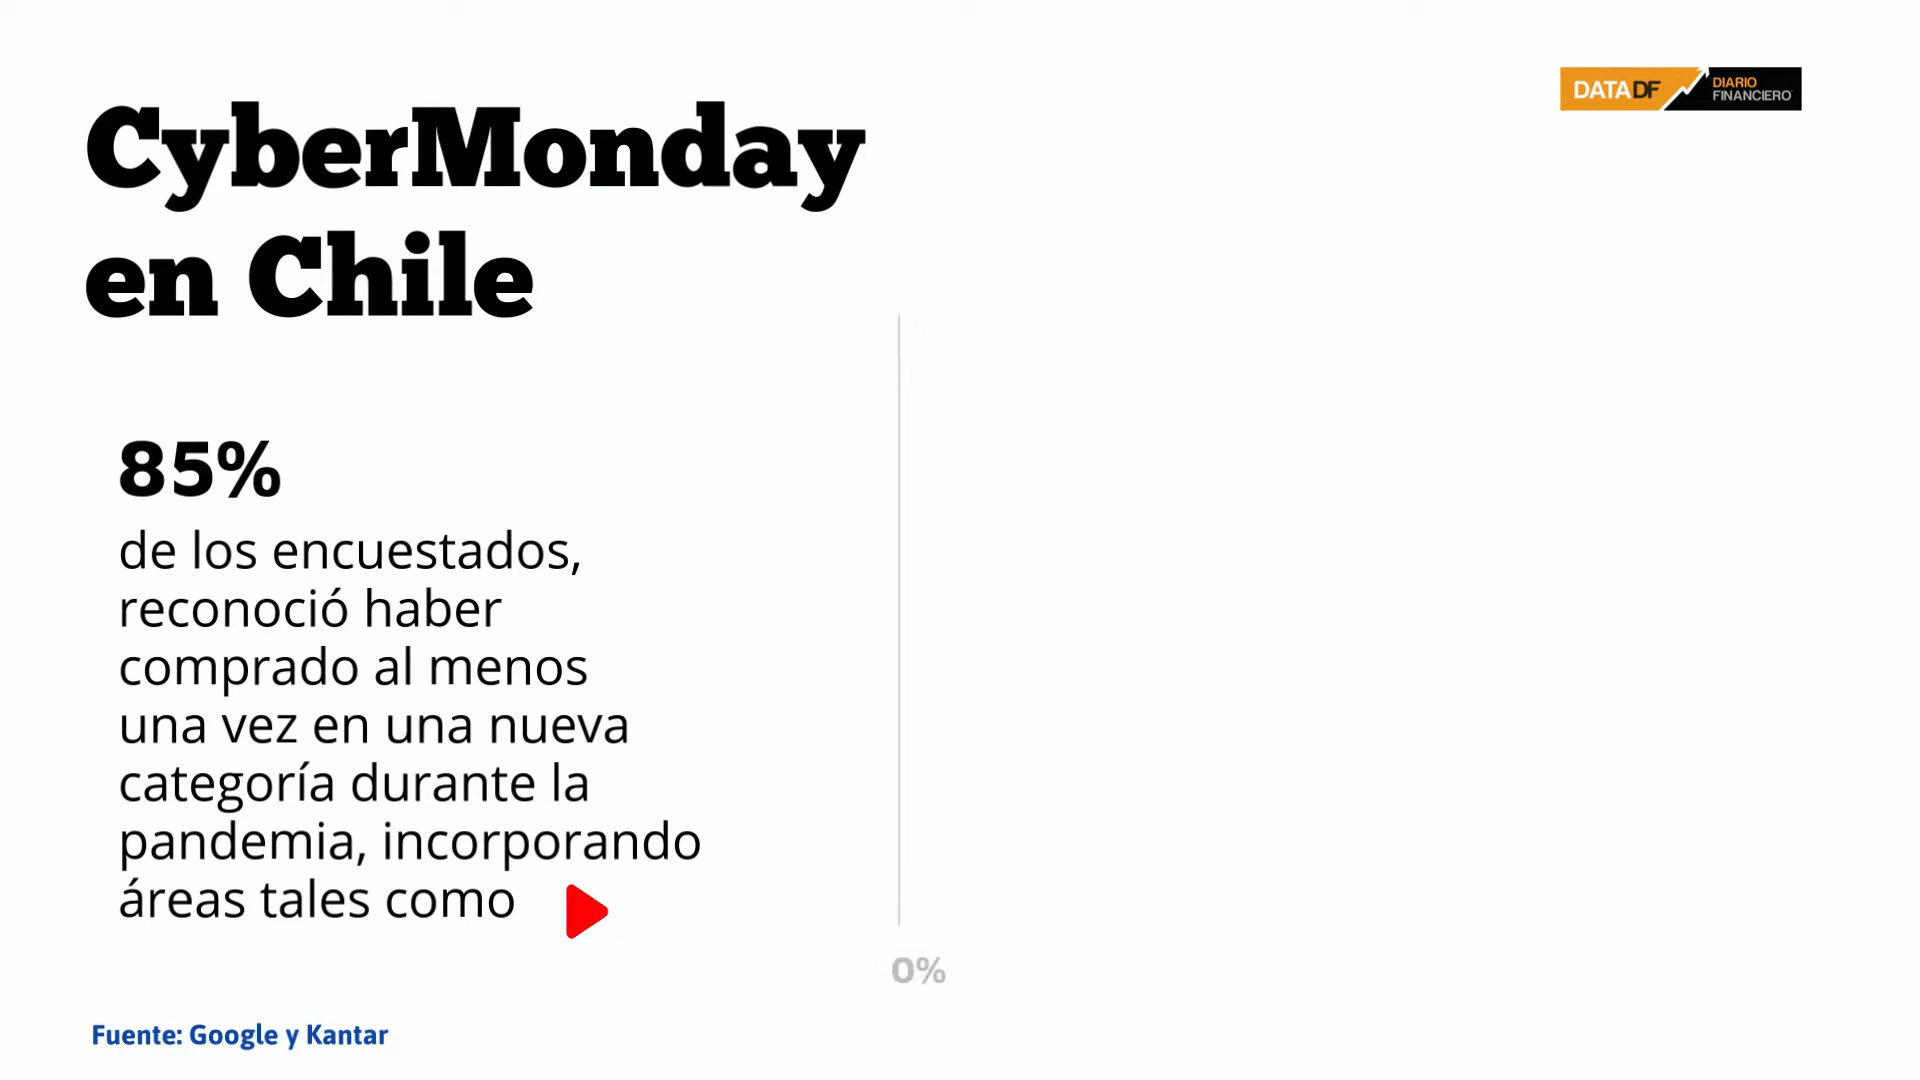 DATA DF DIARIO
FINANCIERO
CyberMonday
en Chile
85%
de los encuestados,
reconoció haber
comprado al menos
una vez en una nueva
categoría durante la
pandemia, incorporando
áreas tales como
0%
Fuente: Google y Kantar